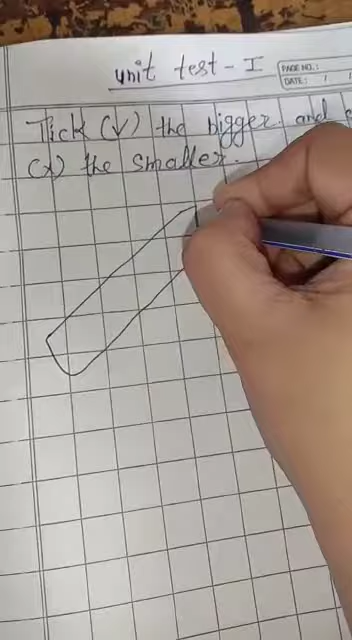 unit test - I
PAGE NO.:
DATE: / /
Tick (√) the bigger and
(x) the smaller.